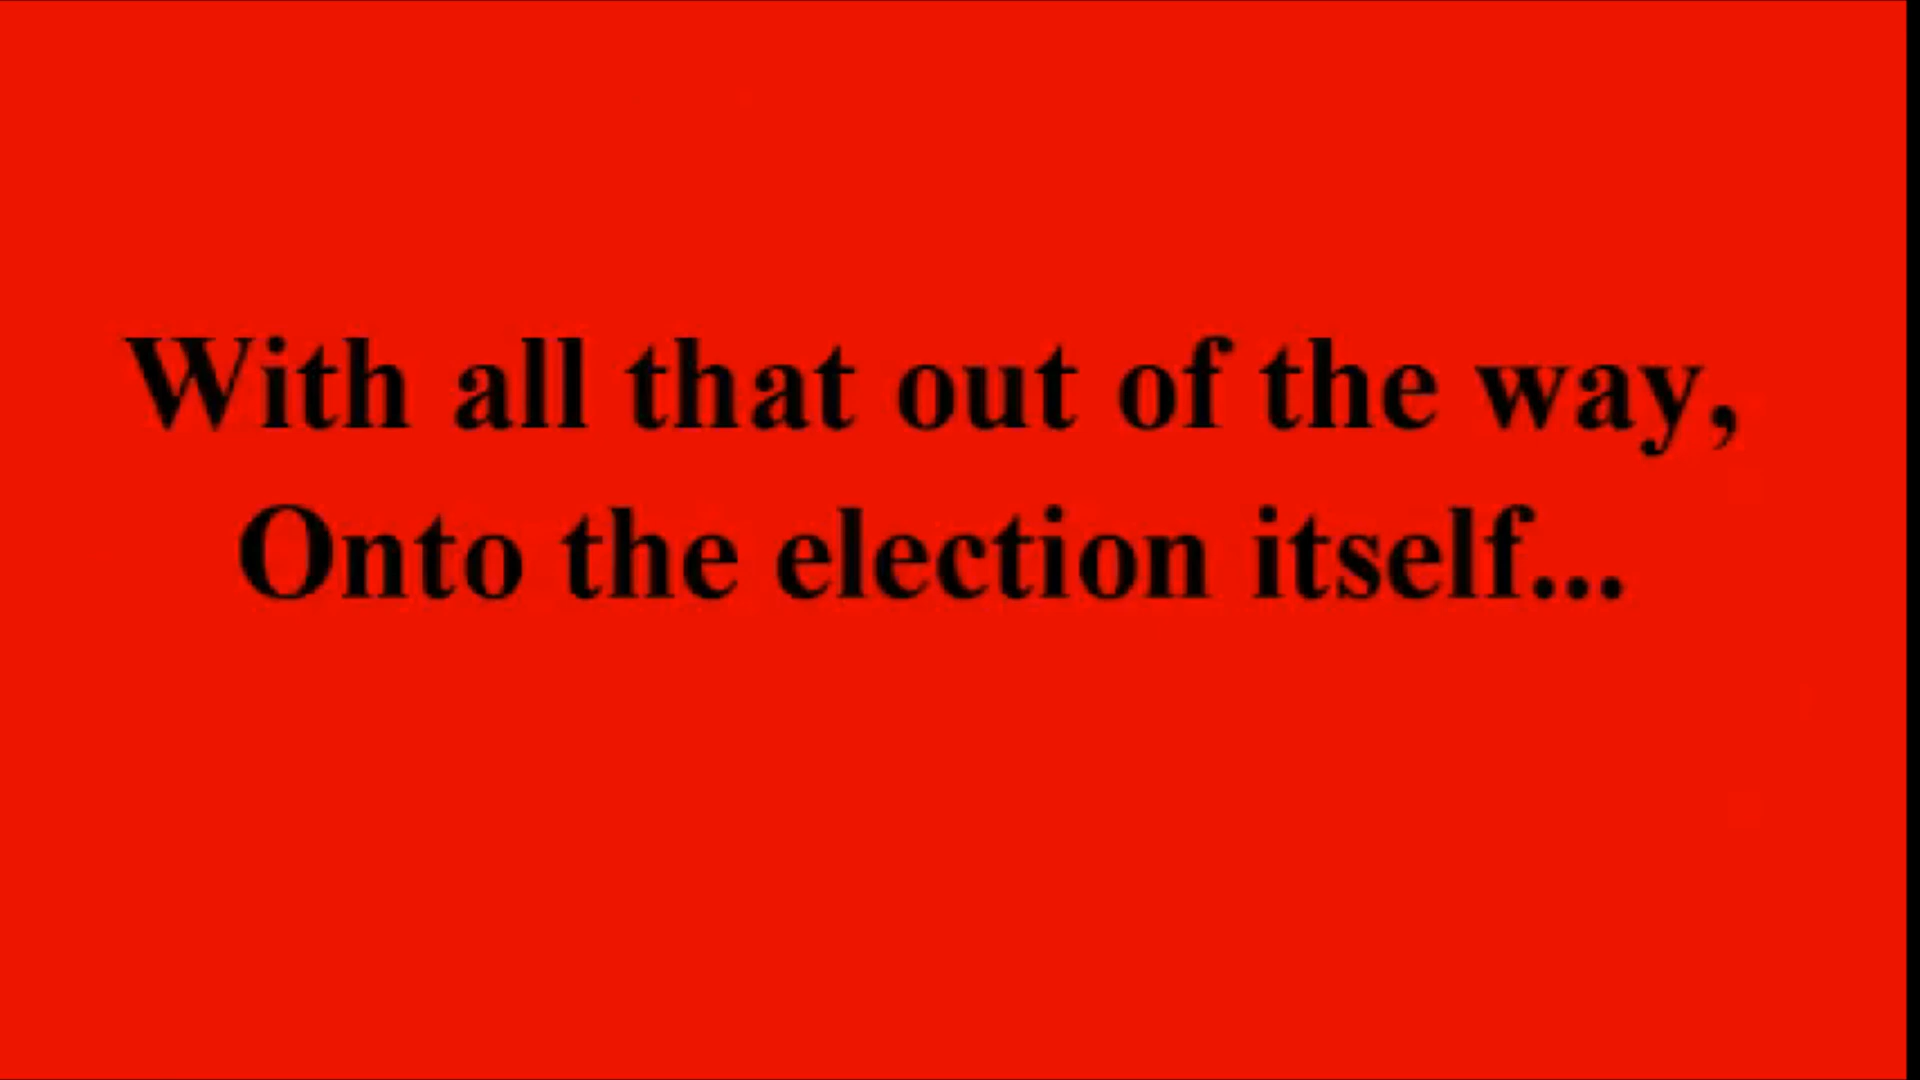 With all that out of the way,
Onto the election itself...